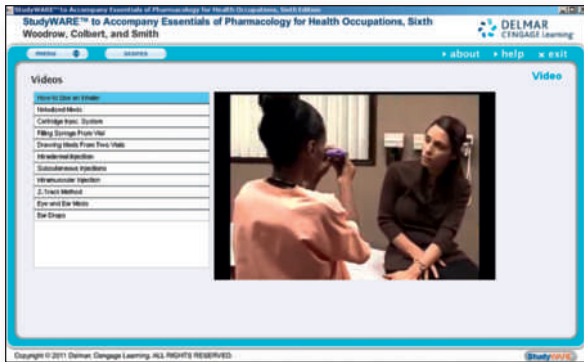 StudyWARE™ to Accompany Essentials of Pharmacology for Health Occupations, Sixth Edition
StudyWARE™ to Accompany Essentials of Pharmacology for Health Occupations, Sixth
Woodrow, Colbert, and Smith
DELMAR
CENGAGE Learning
menu
scores
about help x exit
Videos
Video
How to Use an Inhaler
Nebulized Meds
Cartridge Injec. System
Filling Syringe From Vial
Drawing Meds From Two Vials
Intradermal Injection
Subcutaneous Injections
Intramuscular Injection
Z-Track Method
Eye and Ear Meds
Ear Drops
Copyright © 2011 Delmar, Cengage Learning. ALL RIGHTS RESERVED.
StudyWARE